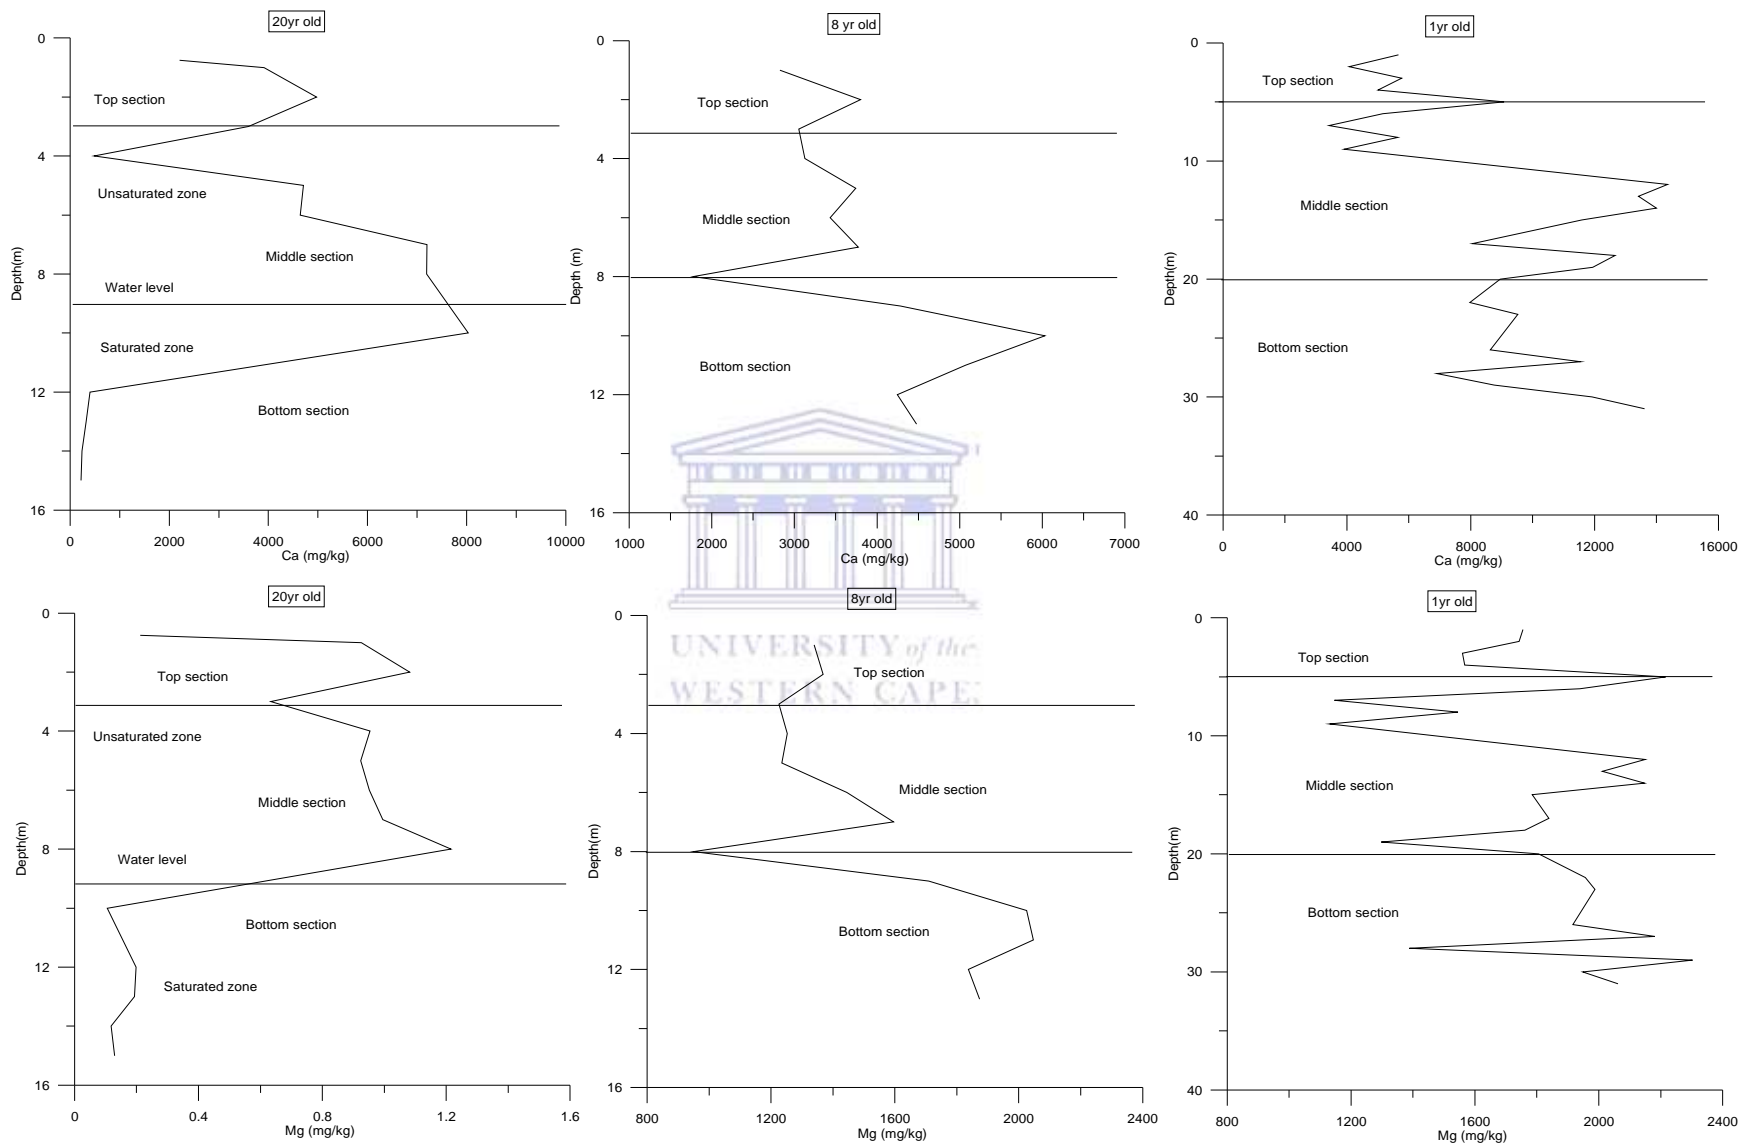 20yr old
0
4
8
12
16
Depth(m)
Top section
Unsaturated zone
Middle section
Water level
Saturated zone
Bottom section
0 2000 4000 6000 8000 10000
Ca (mg/kg)
8 yr old
0
4
8
12
16
Depth (m)
Top section
Middle section
Bottom section
1000 2000 3000 4000 5000 6000 7000
Ca (mg/kg)
1yr old
0
10
20
30
40
Depth(m)
Top section
Middle section
Bottom section
0 4000 8000 12000 16000
Ca (mg/kg)
UNIVERSITY of the
WESTERN CAPE
20yr old
0
4
8
12
16
Depth(m)
Top section
Unsaturated zone
Middle section
Water level
Bottom section
Saturated zone
0 0.4 0.8 1.2 1.6
Mg (mg/kg)
8yr old
0
4
8
12
16
Depth(m)
Top section
Middle section
Bottom section
800 1200 1600 2000 2400
Mg (mg/kg)
1yr old
0
10
20
30
40
Depth(m)
Top section
Middle section
Bottom section
800 1200 1600 2000 2400
Mg (mg/kg)